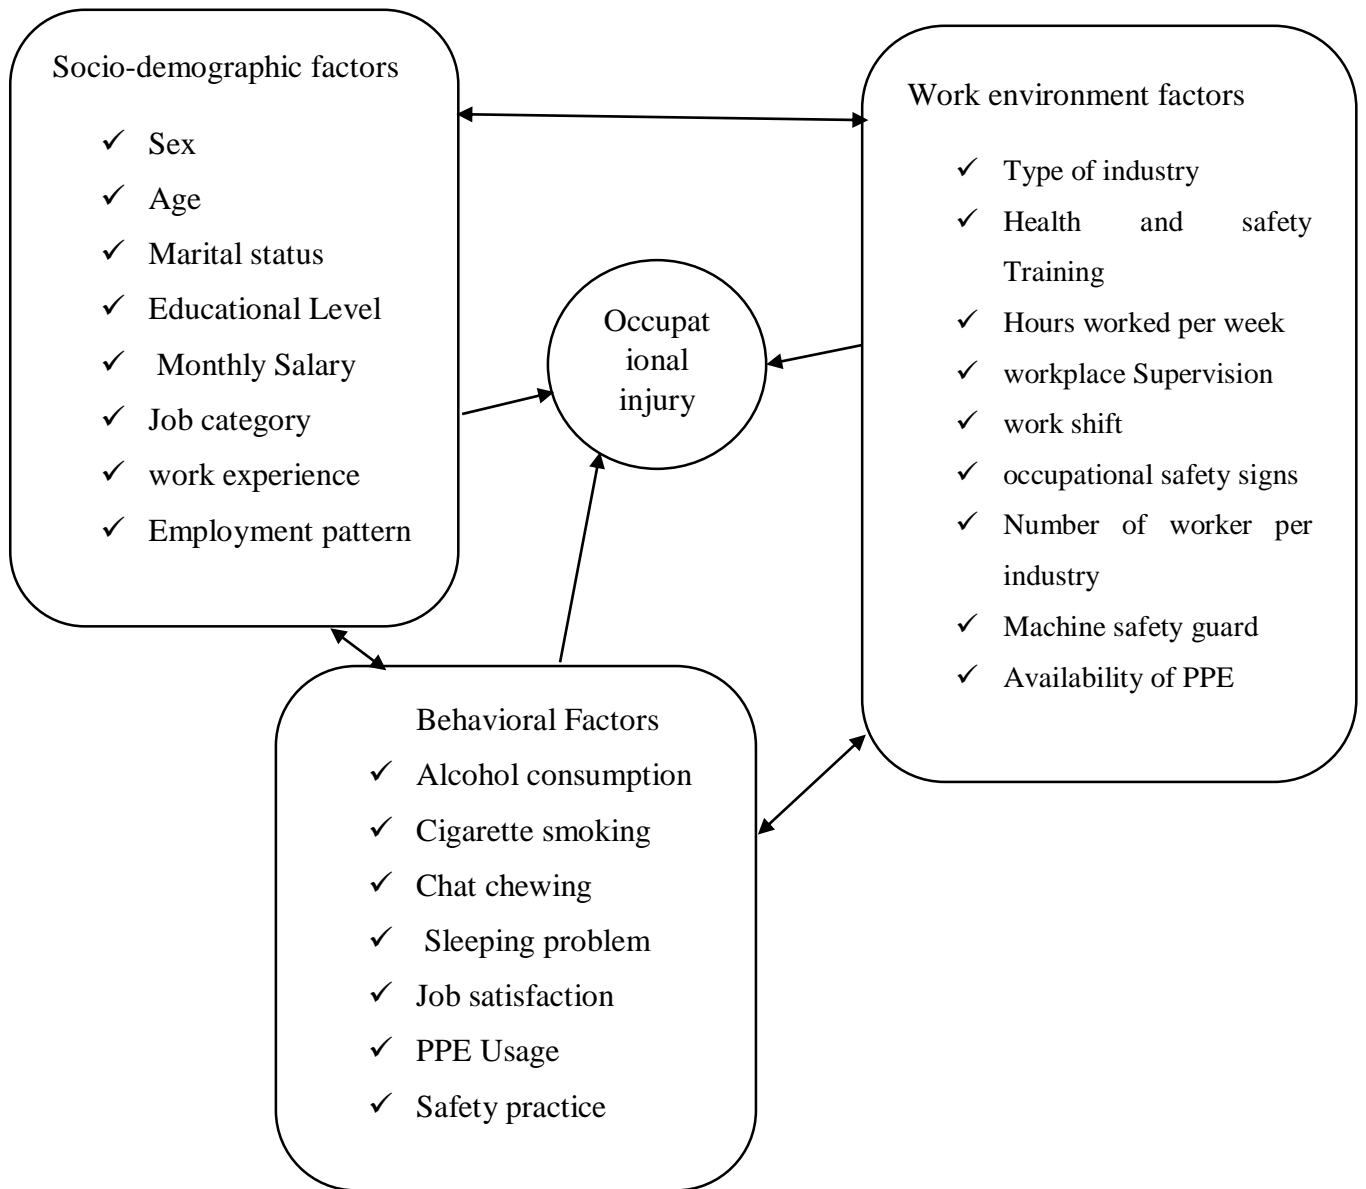 Socio-demographic factors
✓ Sex
✓ Age
✓ Marital status
✓ Educational Level
✓ Monthly Salary
✓ Job category
✓ work experience
✓ Employment pattern
Occupat
ional
injury
Work environment factors
✓ Type of industry
✓ Health and safety
Training
✓ Hours worked per week
✓ workplace Supervision
✓ work shift
✓ occupational safety signs
✓ Number of worker per
industry
✓ Machine safety guard
✓ Availability of PPE
Behavioral Factors
✓ Alcohol consumption
✓ Cigarette smoking
✓ Chat chewing
✓ Sleeping problem
✓ Job satisfaction
✓ PPE Usage
✓ Safety practice